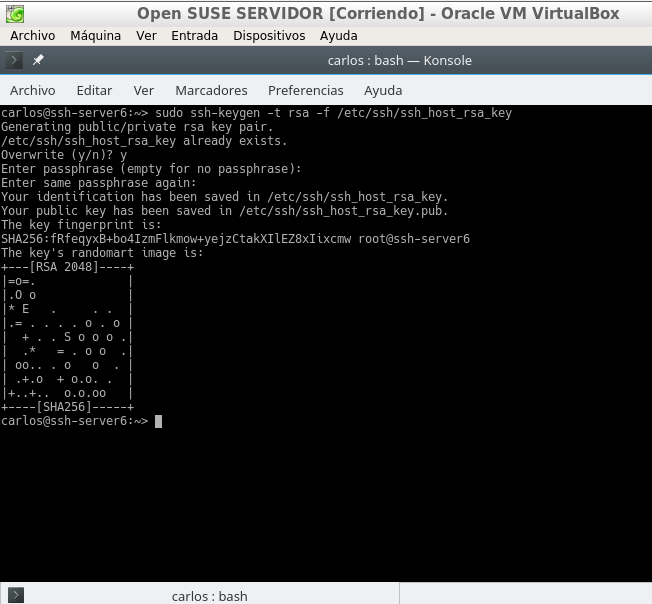 Open SUSE SERVIDOR [Corriendo] - Oracle VM VirtualBox
Archivo Máquina Ver Entrada Dispositivos Ayuda
carlos : bash — Konsole
Archivo Editar Ver Marcadores Preferencias Ayuda
carlos@ssh-server6:~> sudo ssh-keygen -t rsa -f /etc/ssh/ssh_host_rsa_key
Generating public/private rsa key pair.
/etc/ssh/ssh_host_rsa_key already exists.
Overwrite (y/n)? y
Enter passphrase (empty for no passphrase):
Enter same passphrase again:
Your identification has been saved in /etc/ssh/ssh_host_rsa_key.
Your public key has been saved in /etc/ssh/ssh_host_rsa_key.pub.
The key fingerprint is:
SHA256:fRfeqyxB+bo4IzmFlkmow+yejzCtakXIlEZ8xIixcmw root@ssh-server6
The key's randomart image is:
+---[RSA 2048]----+
|=o=.             |
|.O o             |
|* E   .     . .  |
|.= . . . . o . o |
|  + . . S o o o .|
|  .*   = . o o  .|
| oo.. . o   o  . |
| .+.o  + o.o. .  |
|+..+..  o.o.oo   |
+----[SHA256]-----+
carlos@ssh-server6:~>
carlos : bash